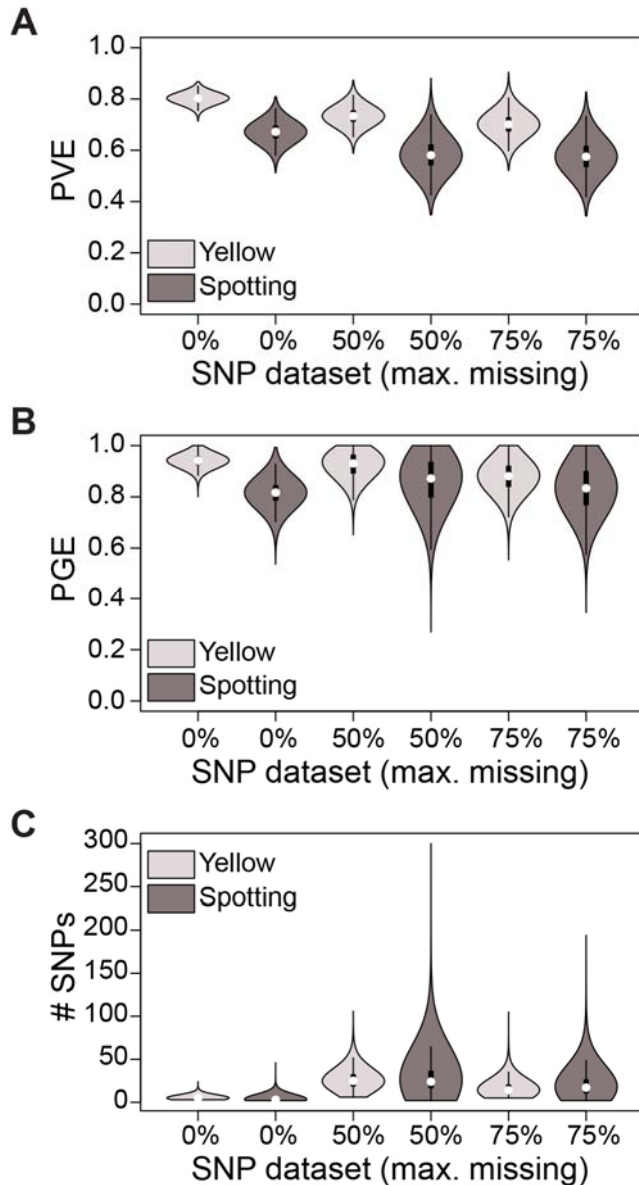 A
PVE
1.0
0.8
0.6
0.4
0.2
0.0
Yellow
Spotting
0% 0% 50% 50% 75% 75%
SNP dataset (max. missing)
B
PGE
1.0
0.8
0.6
0.4
0.2
0.0
Yellow
Spotting
0% 0% 50% 50% 75% 75%
SNP dataset (max. missing)
C
# SNPs
300
250
200
150
100
50
0
Yellow
Spotting
0% 0% 50% 50% 75% 75%
SNP dataset (max. missing)